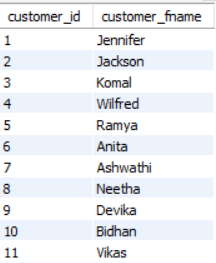 customer_id customer_fname
1 Jennifer
2 Jackson
3 Komal
4 Wilfred
5 Ramya
6 Anita
7 Ashwathi
8 Neetha
9 Devika
10 Bidhan
11 Vikas